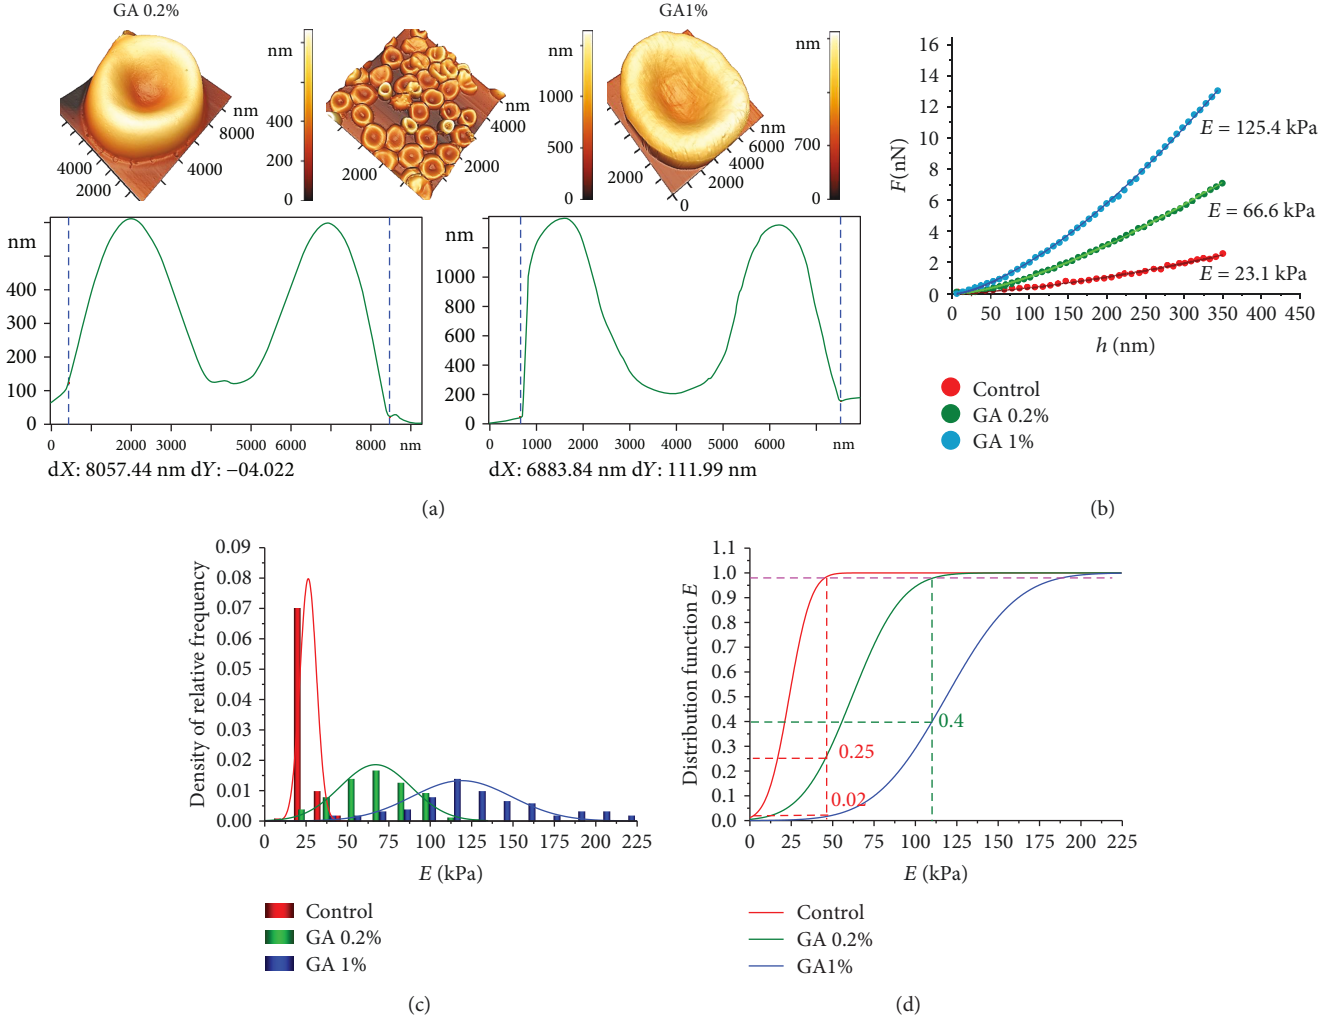 GA 0.2%
GA1%
nm
400
200
0
nm
8000
4000
4000
2000
nm
1000
500
0
nm
4000
2000
2000
nm
700
0
nm
6000
4000
2000
0
2000
nm
400
300
200
100
0
0 2000 3000 5000 6000 8000 nm
dX: 8057.44 nm dY: −04.022
nm
1000
800
600
400
200
0
0 1000 2000 3000 4000 5000 6000 nm
dX: 6883.84 nm dY: 111.99 nm
(a)
F(nN)
16
14
12
10
8
6
4
2
0
0 50 100 150 200 250 300 350 400 450
h (nm)
E = 125.4 kPa
E = 66.6 kPa
E = 23.1 kPa
Control
GA 0.2%
GA 1%
(b)
Density of relative frequency
0.09
0.08
0.07
0.06
0.05
0.04
0.03
0.02
0.01
0.00
0 25 50 75 100 125 150 175 200 225
E (kPa)
Control
GA 0.2%
GA 1%
(c)
Distribution function E
1.1
1.0
0.9
0.8
0.7
0.6
0.5
0.4
0.3
0.2
0.1
0.0
0.4
0.25
0.02
0 25 50 75 100 125 150 175 200 225
E (kPa)
Control
GA 0.2%
GA1%
(d)